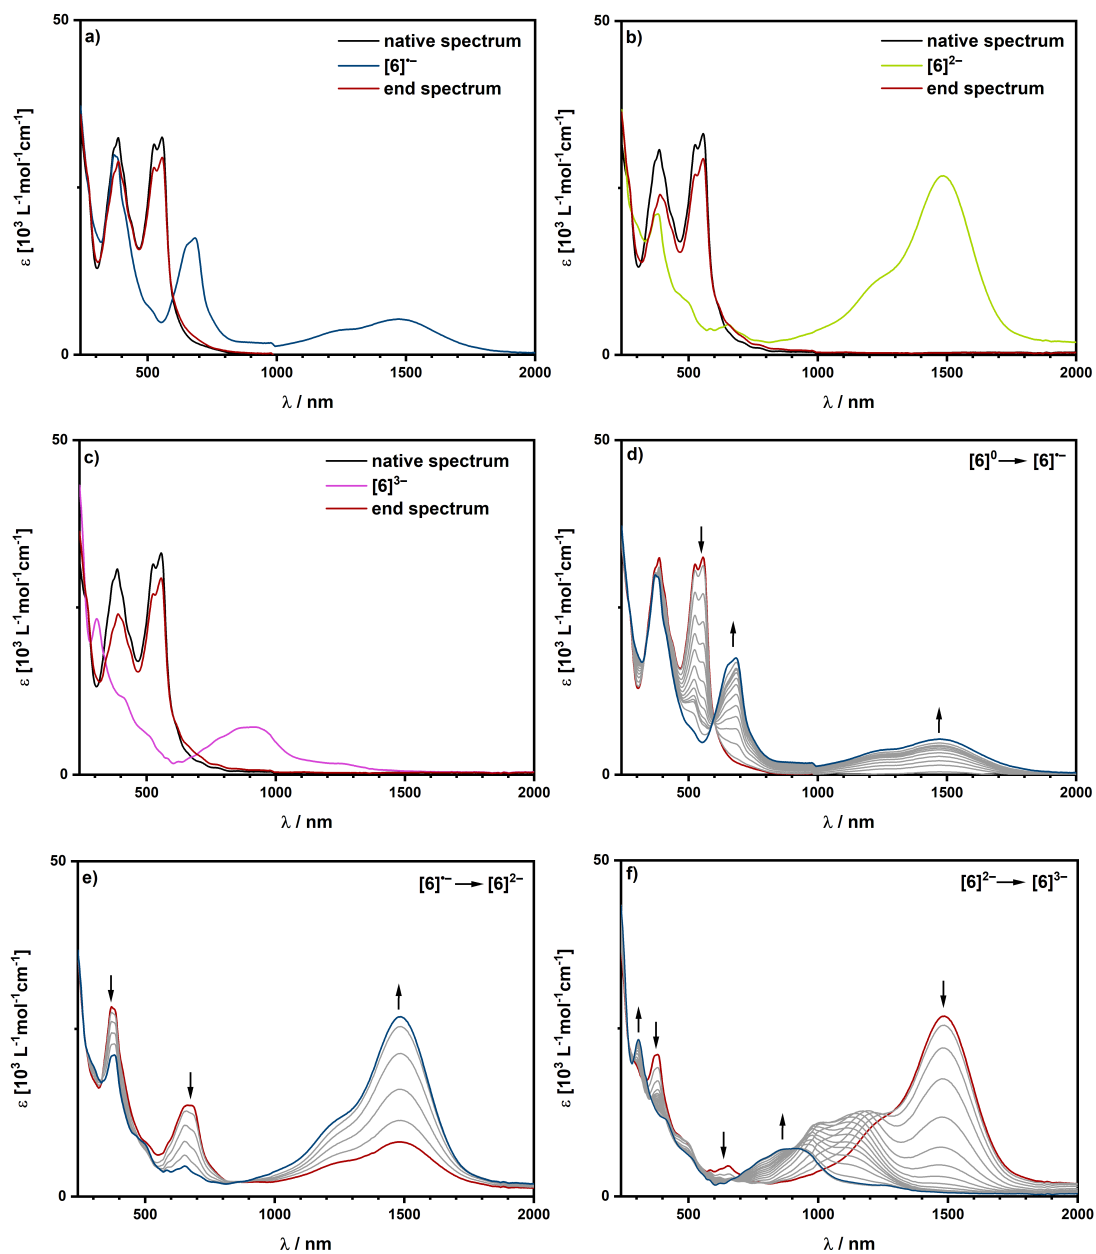 50
a)
native spectrum
[6]•−
end spectrum
ε [10³ L⁻¹mol⁻¹cm⁻¹]
0
500
1000
1500
2000
λ / nm
50
b)
native spectrum
[6]²⁻
end spectrum
ε [10³ L⁻¹mol⁻¹cm⁻¹]
0
500
1000
1500
2000
λ / nm
50
c)
native spectrum
[6]³⁻
end spectrum
ε [10³ L⁻¹mol⁻¹cm⁻¹]
0
500
1000
1500
2000
λ / nm
50
d)
[6]⁰ → [6]•−
ε [10³ L⁻¹mol⁻¹cm⁻¹]
0
500
1000
1500
2000
λ / nm
50
e)
[6]•− → [6]²⁻
ε [10³ L⁻¹mol⁻¹cm⁻¹]
0
500
1000
1500
2000
λ / nm
50
f)
[6]²⁻ → [6]³⁻
ε [10³ L⁻¹mol⁻¹cm⁻¹]
0
500
1000
1500
2000
λ / nm